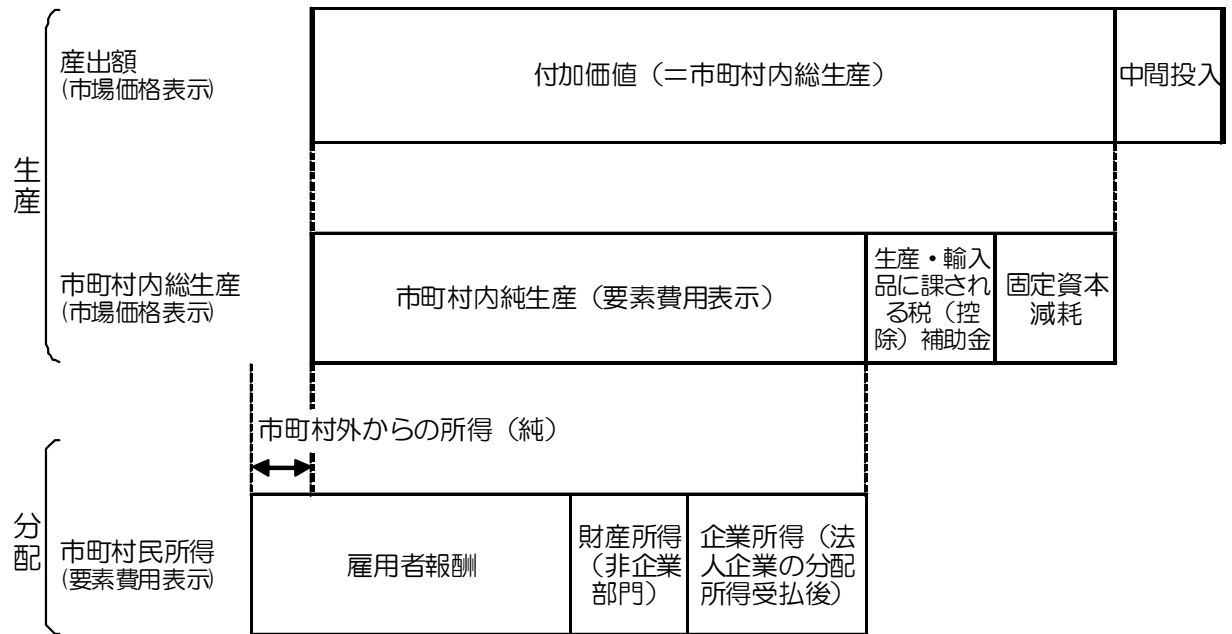 生産
産出額
(市場価格表示)
付加価値（＝市町村内総生産）
中間投入
市町村内総生産
(市場価格表示)
市町村内純生産（要素費用表示）
生産・輸入
品に課され
る税（控
除）補助金
固定資本
減耗
市町村外からの所得（純）
分配
市町村民所得
(要素費用表示)
雇用者報酬
財産所得
（非企業
部門）
企業所得（法
人企業の分配
所得受払後）